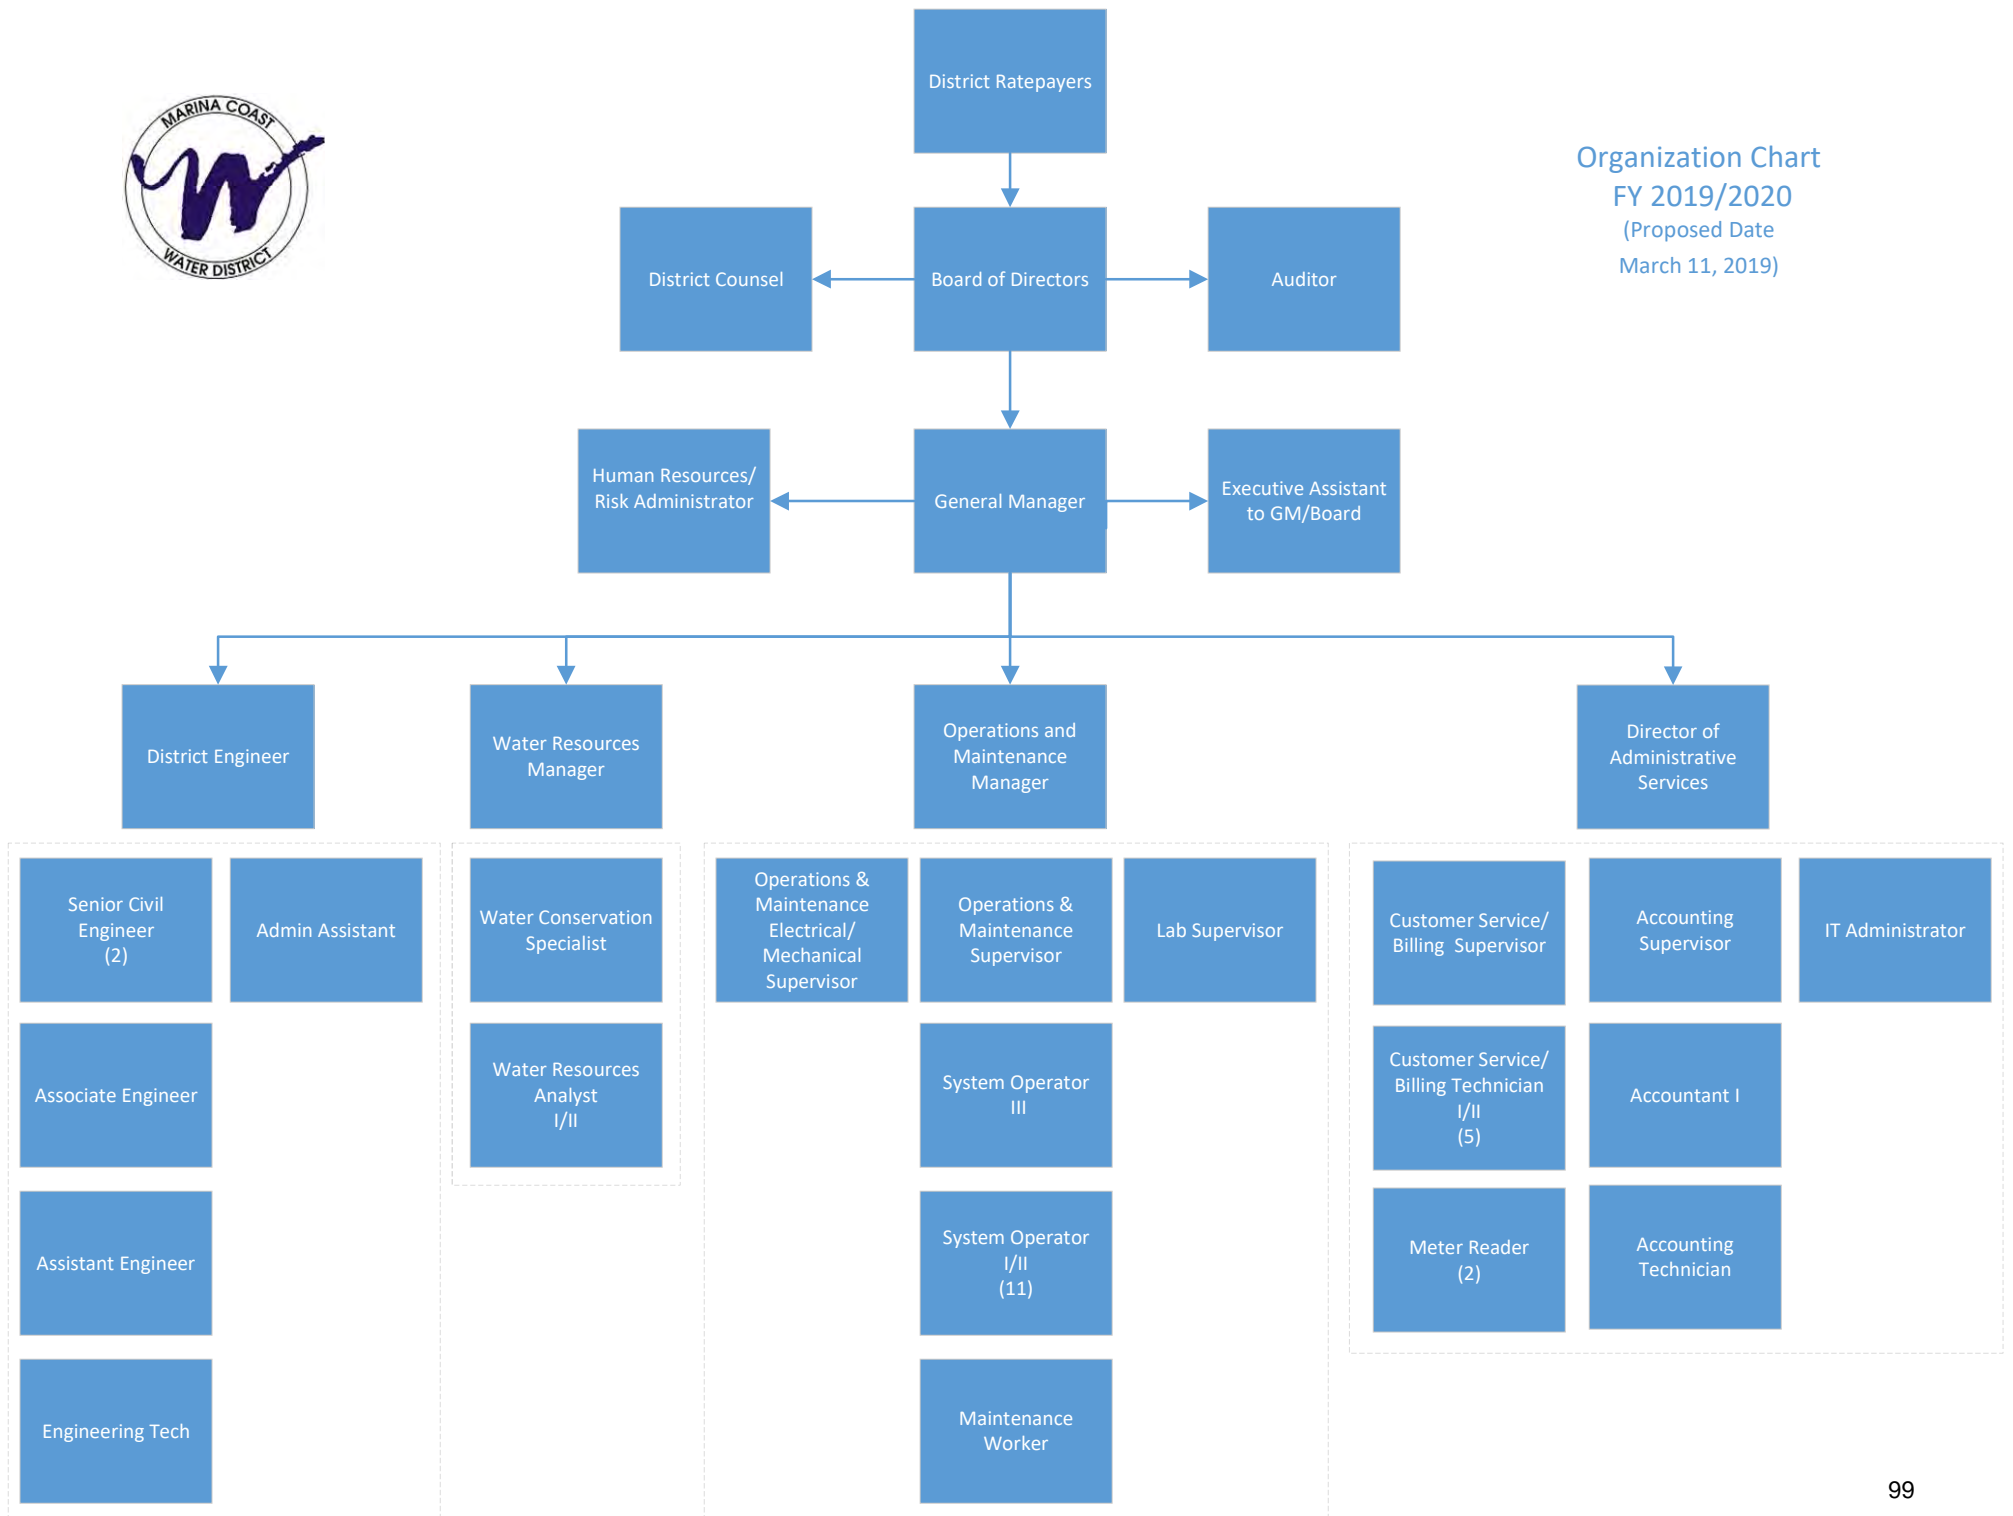 District Ratepayers
MARINA COAST
WATER DISTRICT
Organization Chart
FY 2019/2020
(Proposed Date
March 11, 2019)
District Counsel
Board of Directors
Auditor
Human Resources/
Risk Administrator
General Manager
Executive Assistant
to GM/Board
District Engineer
Water Resources
Manager
Operations and
Maintenance
Manager
Director of
Administrative
Services
Senior Civil
Engineer
(2)
Admin Assistant
Water Conservation
Specialist
Operations &
Maintenance
Electrical/
Mechanical
Supervisor
Operations &
Maintenance
Supervisor
Lab Supervisor
Customer Service/
Billing  Supervisor
Accounting
Supervisor
IT Administrator
Associate Engineer
Water Resources
Analyst
I/II
System Operator
III
Customer Service/
Billing Technician
I/II
(5)
Accountant I
Assistant Engineer
System Operator
I/II
(11)
Meter Reader
(2)
Accounting
Technician
Engineering Tech
Maintenance
Worker
99